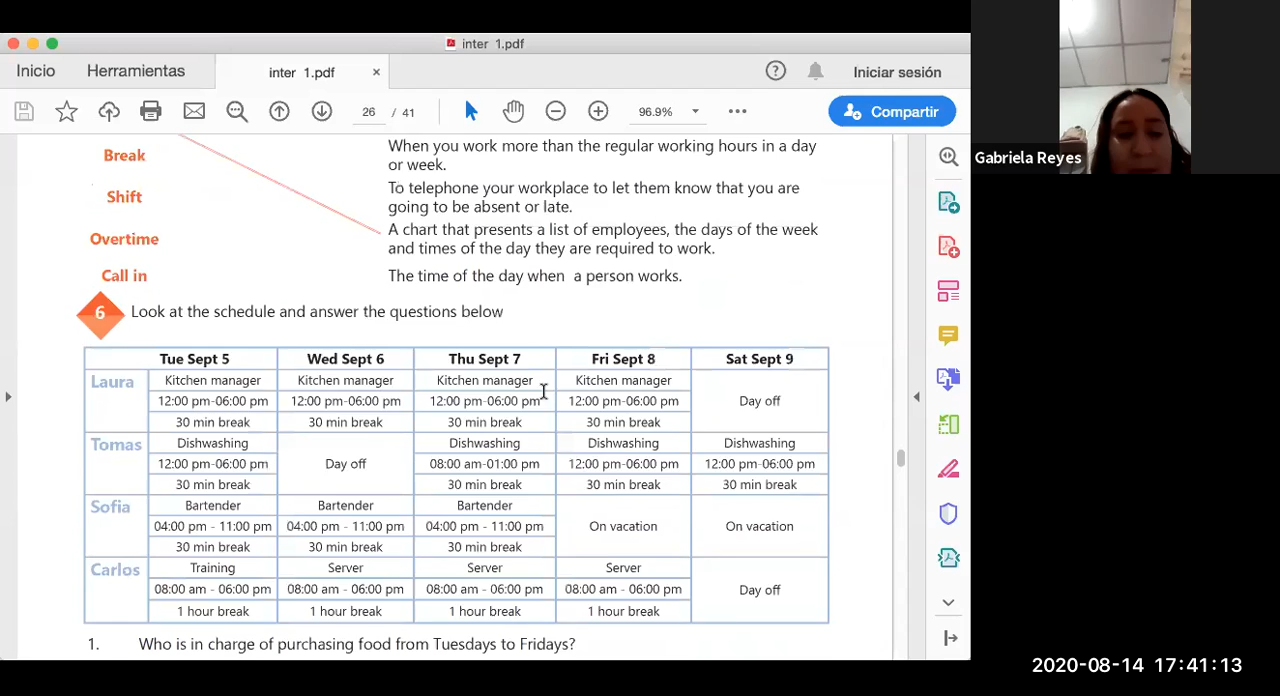 inter 1.pdf
Inicio Herramientas inter 1.pdf × Iniciar sesión
26 / 41 96.9% Compartir
Gabriela Reyes
When you work more than the regular working hours in a day
or week.
Break
To telephone your workplace to let them know that you are
going to be absent or late.
Shift
A chart that presents a list of employees, the days of the week
and times of the day they are required to work.
Overtime
Call in The time of the day when a person works.
6 Look at the schedule and answer the questions below
Tue Sept 5 Wed Sept 6 Thu Sept 7 Fri Sept 8 Sat Sept 9
Laura Kitchen manager Kitchen manager Kitchen manager Kitchen manager
12:00 pm-06:00 pm 12:00 pm-06:00 pm 12:00 pm-06:00 pm 12:00 pm-06:00 pm Day off
30 min break 30 min break 30 min break 30 min break
Tomas Dishwashing Dishwashing Dishwashing Dishwashing
12:00 pm-06:00 pm Day off 08:00 am-01:00 pm 12:00 pm-06:00 pm 12:00 pm-06:00 pm
30 min break 30 min break 30 min break 30 min break
Sofia Bartender Bartender Bartender
04:00 pm - 11:00 pm 04:00 pm - 11:00 pm 04:00 pm - 11:00 pm On vacation On vacation
30 min break 30 min break 30 min break
Carlos Training Server Server Server
08:00 am - 06:00 pm 08:00 am - 06:00 pm 08:00 am - 06:00 pm 08:00 am - 06:00 pm Day off
1 hour break 1 hour break 1 hour break 1 hour break
1. Who is in charge of purchasing food from Tuesdays to Fridays?
2020-08-14 17:41:13